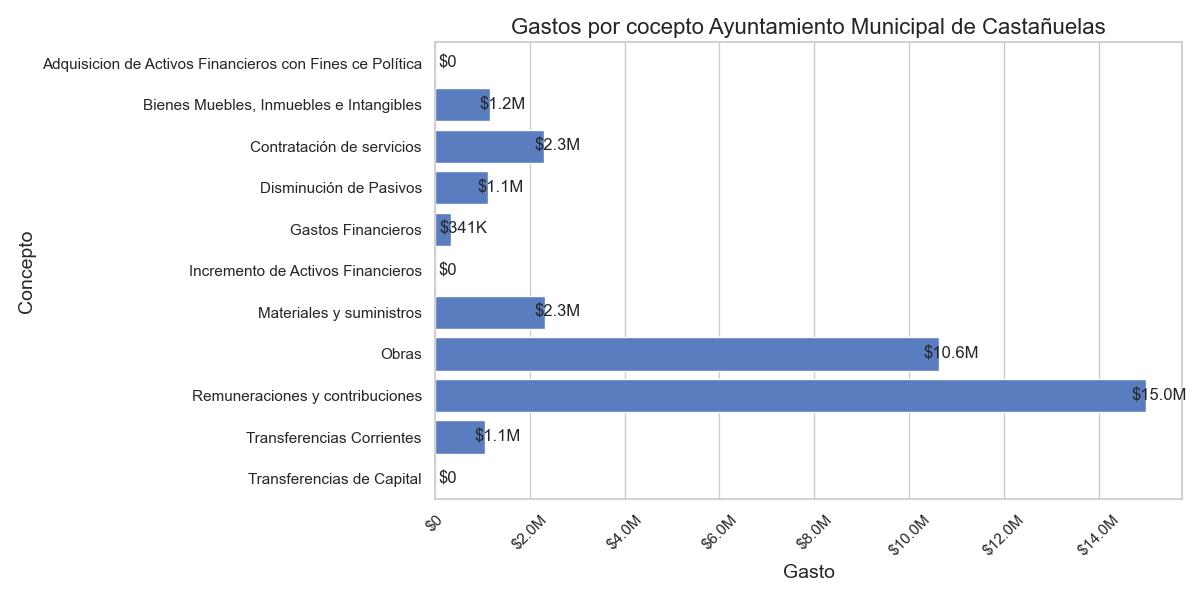 Gastos por cocepto Ayuntamiento Municipal de Castañuelas
Concepto
Adquisicion de Activos Financieros con Fines ce Política $0
Bienes Muebles, Inmuebles e Intangibles $1.2M
Contratación de servicios $2.3M
Disminución de Pasivos $1.1M
Gastos Financieros $341K
Incremento de Activos Financieros $0
Materiales y suministros $2.3M
Obras $10.6M
Remuneraciones y contribuciones $15.0M
Transferencias Corrientes $1.1M
Transferencias de Capital $0
$0 $2.0M $4.0M $6.0M $8.0M $10.0M $12.0M $14.0M
Gasto